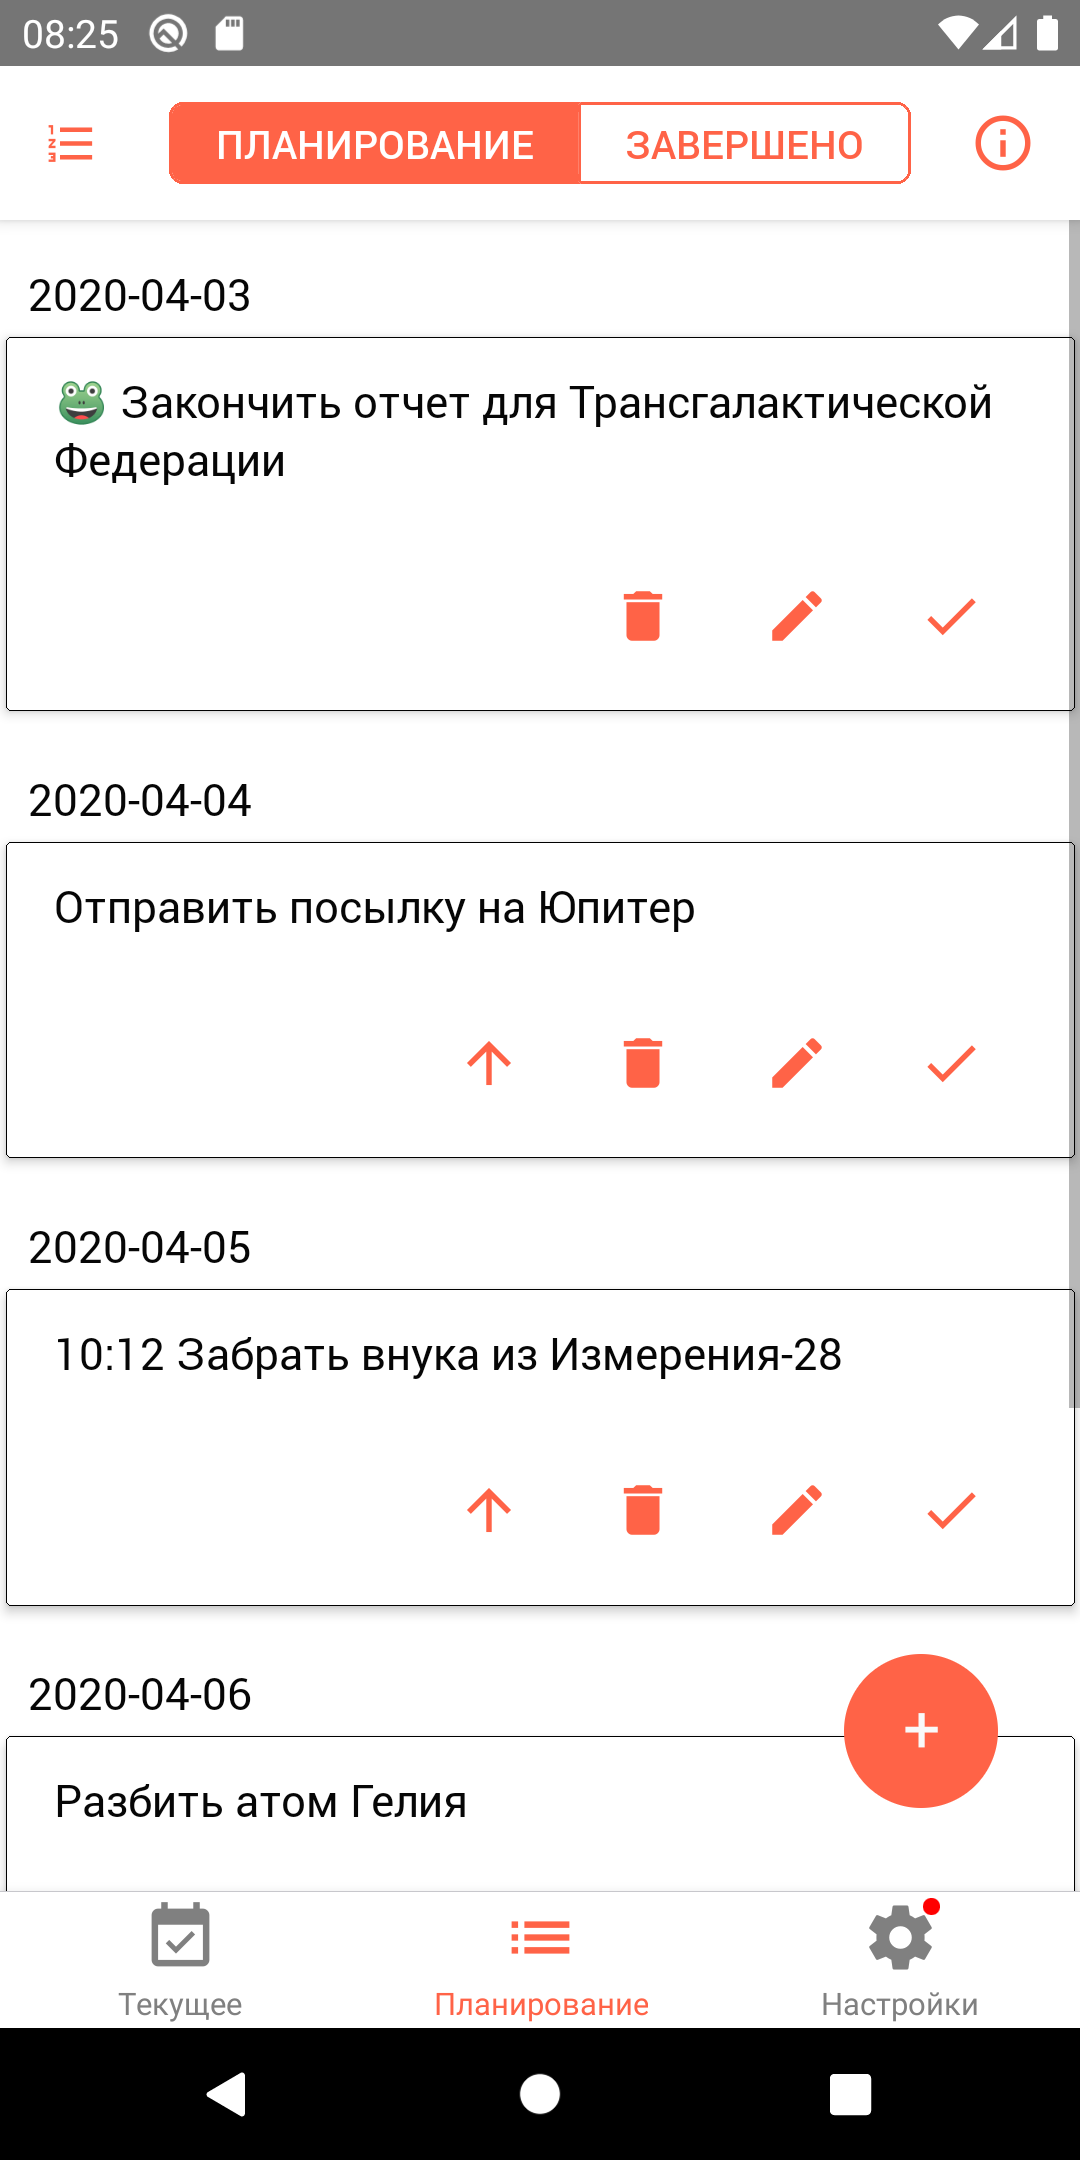 08:25
ПЛАНИРОВАНИЕ ЗАВЕРШЕНО
2020-04-03
🐸 Закончить отчет для Трансгалактической
Федерации
2020-04-04
Отправить посылку на Юпитер
2020-04-05
10:12 Забрать внука из Измерения-28
2020-04-06
Разбить атом Гелия
Текущее Планирование Настройки